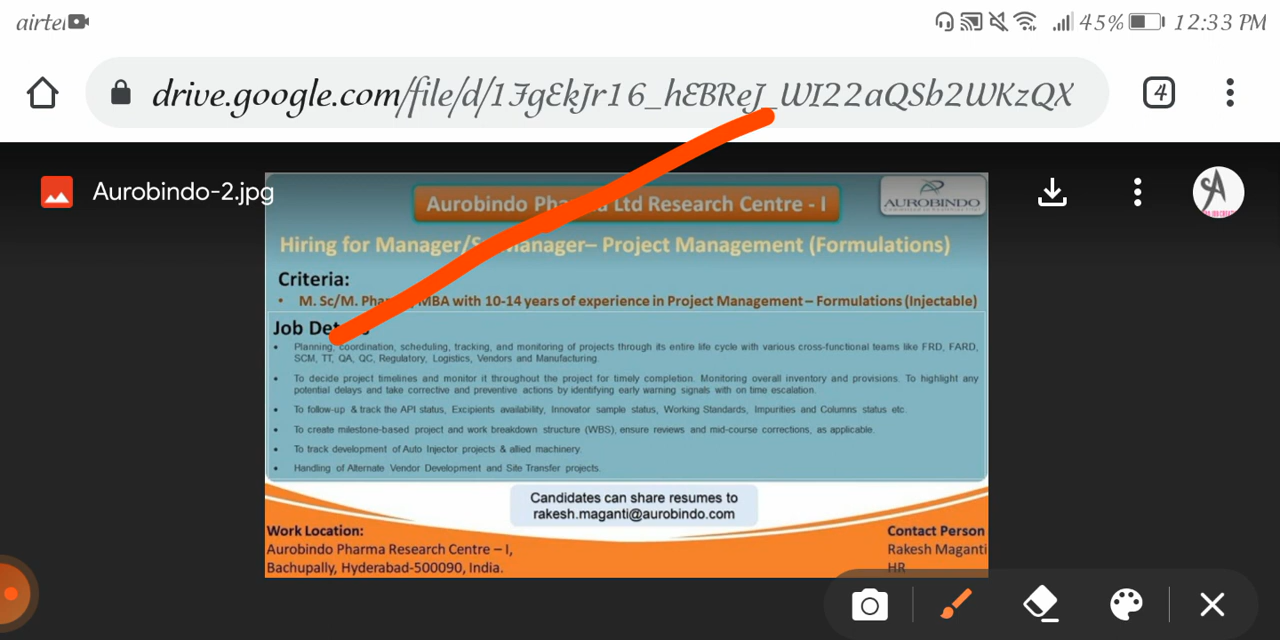 airtel
45% 12:33 PM
drive.google.com/file/d/1FgEkJr16_hEBReJ_WI22aQSb2WKzQX
4
Aurobindo-2.jpg
Aurobindo Pharma Ltd Research Centre - I
AUROBINDO
Hiring for Manager/Sr. Manager– Project Management (Formulations)
Criteria:
• M. Sc/M. Pharm, MBA with 10-14 years of experience in Project Management – Formulations (Injectable)
Job Details
• Planning, coordination, scheduling, tracking, and monitoring of projects through its entire life cycle with various cross-functional teams like FRD, FARD,
SCM, TT, QA, QC, Regulatory, Logistics, Vendors and Manufacturing.
• To decide project timelines and monitor it throughout the project for timely completion. Monitoring overall inventory and provisions. To highlight any
potential delays and take corrective and preventive actions by identifying early warning signals with on time escalation.
• To follow-up & track the API status, Excipients availability, Innovator sample status, Working Standards, Impurities and Columns status etc.
• To create milestone-based project and work breakdown structure (WBS), ensure reviews and mid-course corrections, as applicable.
• To track development of Auto Injector projects & allied machinery.
• Handling of Alternate Vendor Development and Site Transfer projects.
Candidates can share resumes to
rakesh.maganti@aurobindo.com
Work Location:
Aurobindo Pharma Research Centre – I,
Bachupally, Hyderabad-500090, India.
Contact Person
Rakesh Maganti
HR